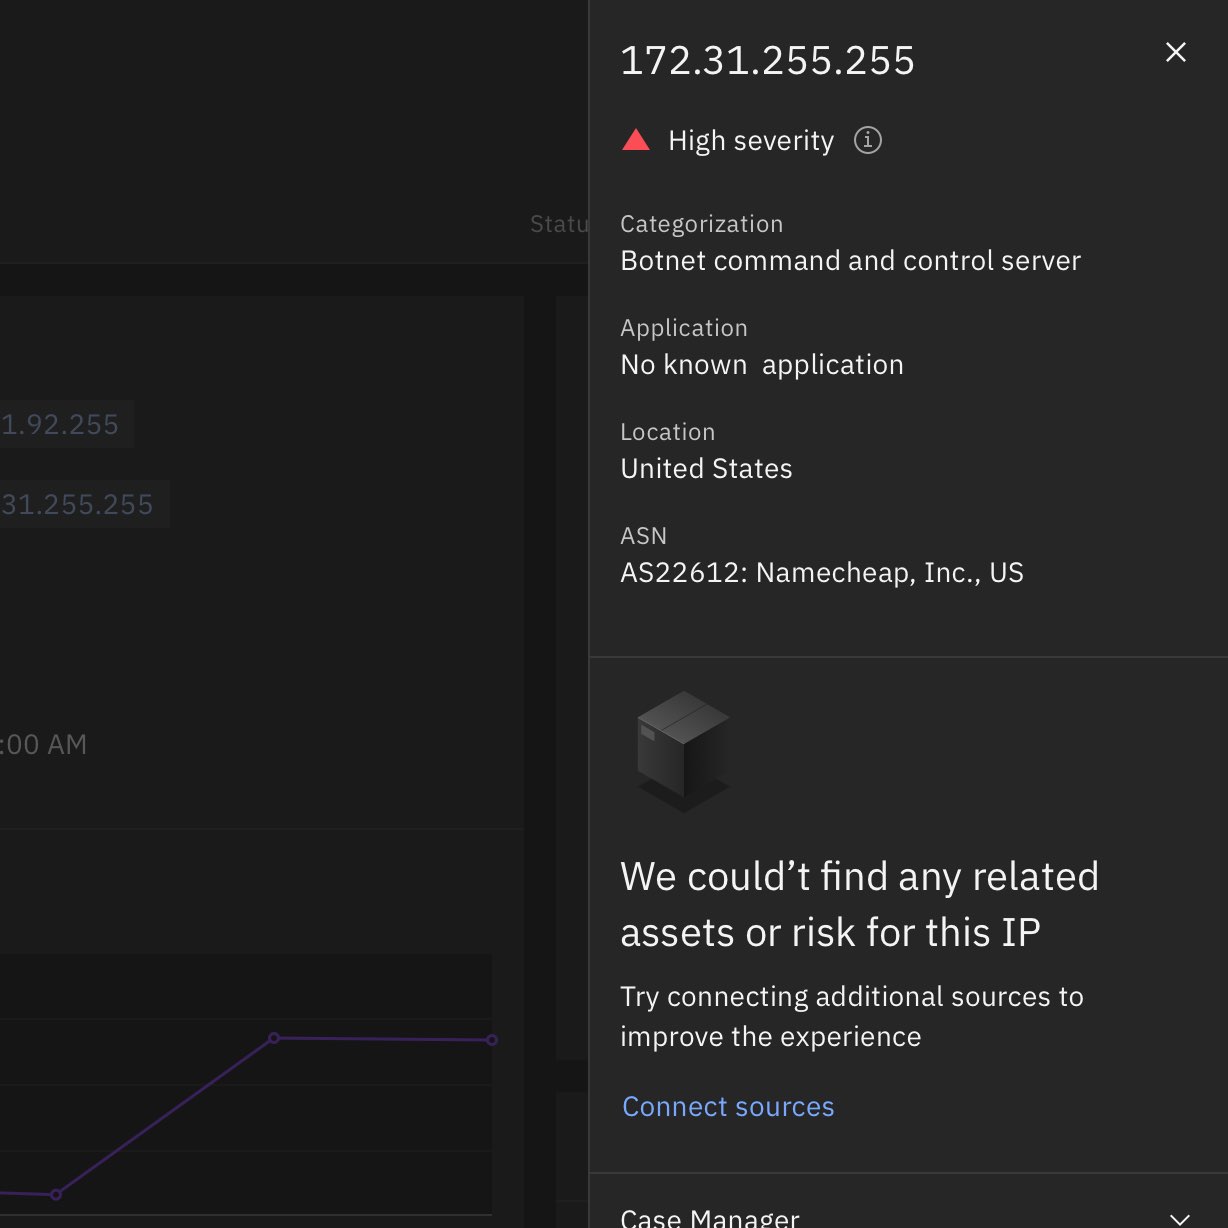 Statu
1.92.255
31.255.255
:00 AM
172.31.255.255
High severity
Categorization
Botnet command and control server
Application
No known  application
Location
United States
ASN
AS22612: Namecheap, Inc., US
We couldn’t find any related
assets or risk for this IP
Try connecting additional sources to
improve the experience
Connect sources
Case Manager